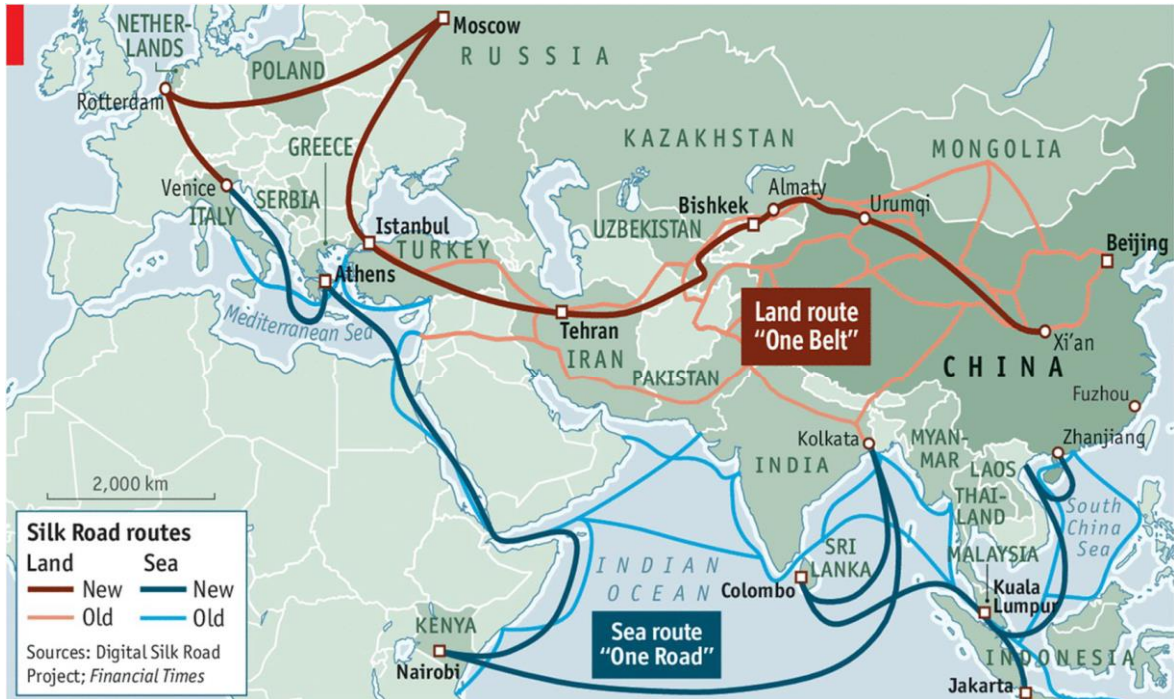 Moscow
NETHER-
LANDS
RUSSIA
POLAND
Rotterdam
KAZAKHSTAN
MONGOLIA
GREECE
Venice
ITALY
SERBIA
Almaty
Bishkek
Urumqi
UZBEKISTAN
Istanbul
TURKEY
Beijing
Athens
Mediterranean Sea
Tehran
IRAN
Land route
“One Belt”
Xi’an
CHINA
PAKISTAN
Fuzhou
Kolkata
Zhanjiang
INDIA
MYAN-
MAR
LAOS
THAI-
LAND
South
China
Sea
2,000 km
Silk Road routes
Land
Sea
New
New
Old
Old
Sources: Digital Silk Road
Project; Financial Times
SRI
LANKA
INDIAN
OCEAN
Colombo
MALAYSIA
Kuala
Lumpur
KENYA
Nairobi
Sea route
“One Road”
INDONESIA
Jakarta